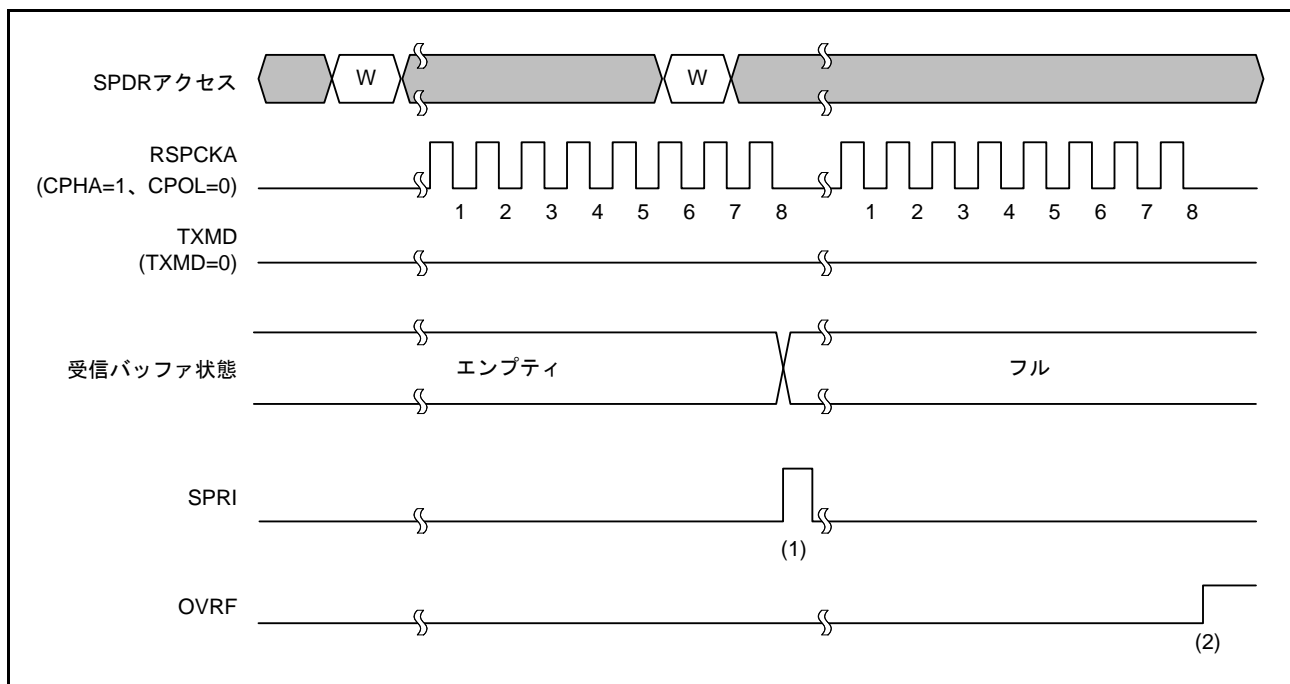 SPDRアクセス
W
W
RSPCKA
(CPHA=1、CPOL=0)
1 2 3 4 5 6 7 8 1 2 3 4 5 6 7 8
TXMD
(TXMD=0)
受信バッファ状態
エンプティ
フル
SPRI
(1)
OVRF
(2)